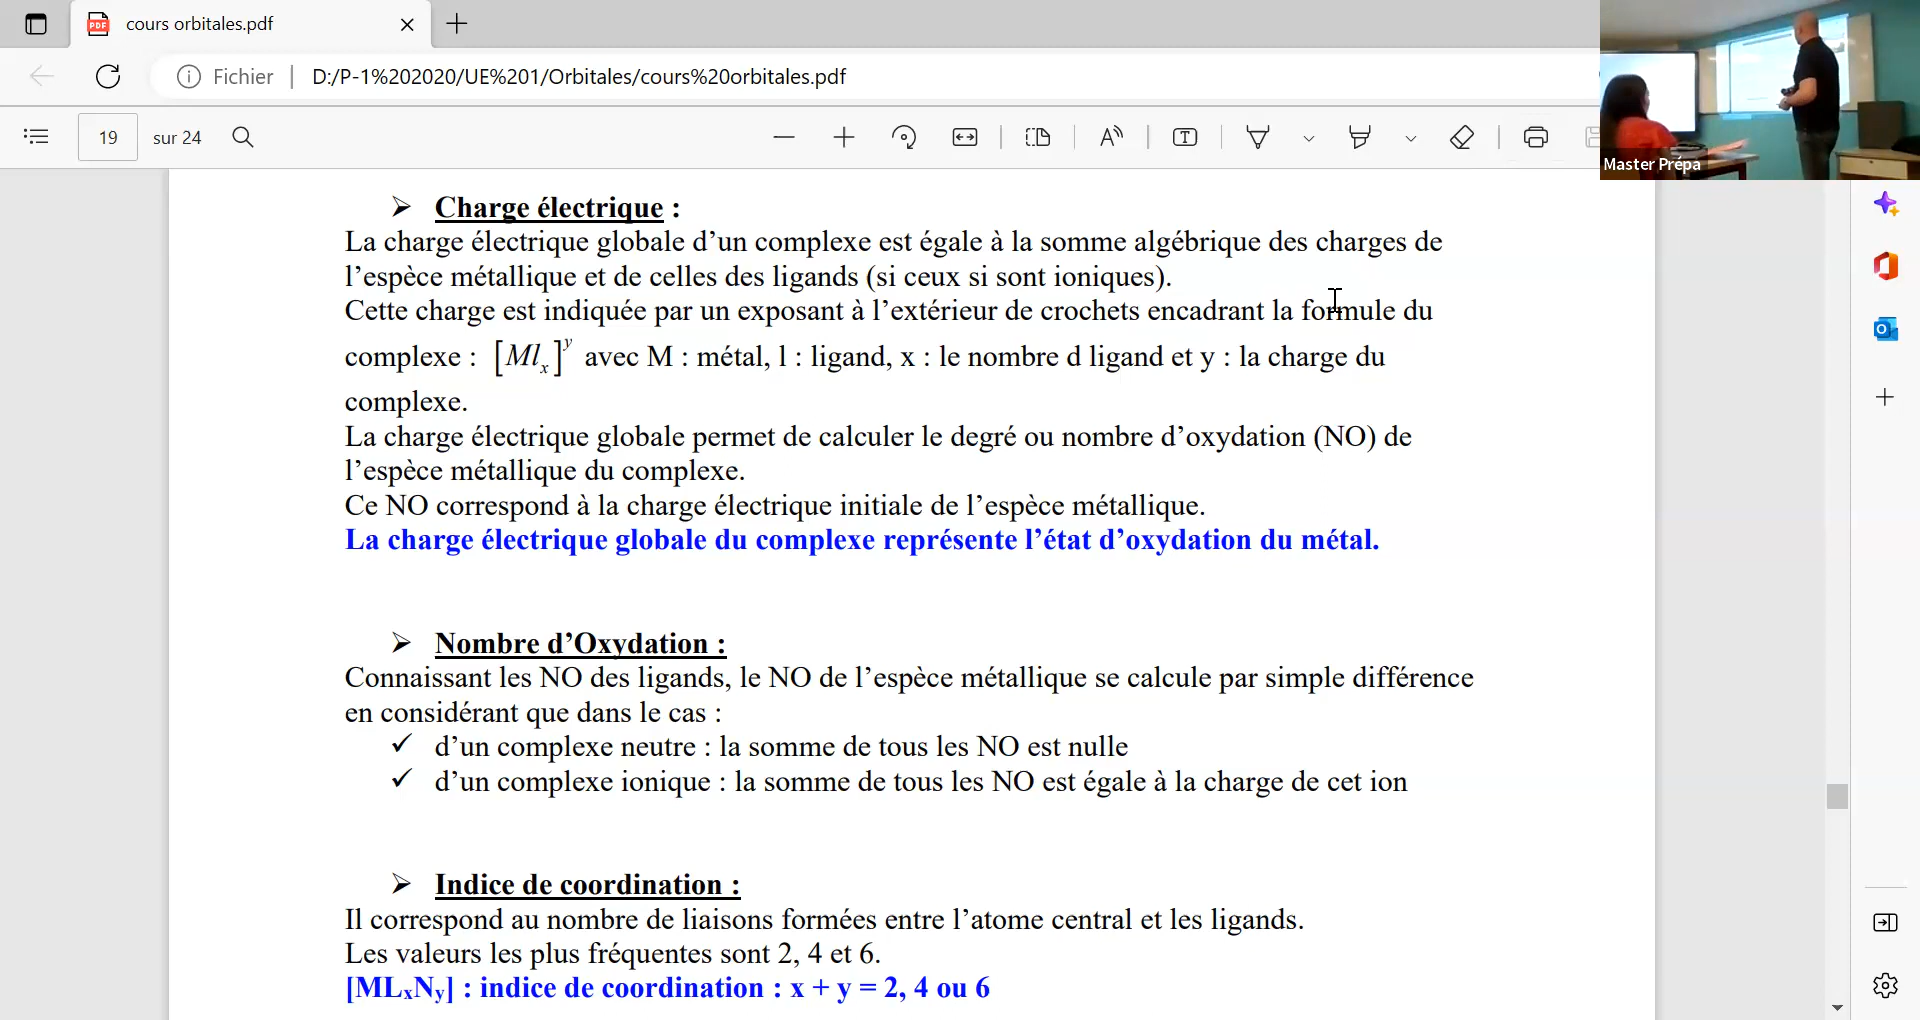 cours orbitales.pdf
PDF
Fichier
D:/P-1%202020/UE%201/Orbitales/cours%20orbitales.pdf
19 sur 24
Master Prépa
➤ Charge électrique :
La charge électrique globale d’un complexe est égale à la somme algébrique des charges de
l’espèce métallique et de celles des ligands (si ceux si sont ioniques).
Cette charge est indiquée par un exposant à l’extérieur de crochets encadrant la formule du
complexe : [Ml_x]^y avec M : métal, l : ligand, x : le nombre d ligand et y : la charge du
complexe.
La charge électrique globale permet de calculer le degré ou nombre d’oxydation (NO) de
l’espèce métallique du complexe.
Ce NO correspond à la charge électrique initiale de l’espèce métallique.
La charge électrique globale du complexe représente l’état d’oxydation du métal.
➤ Nombre d’Oxydation :
Connaissant les NO des ligands, le NO de l’espèce métallique se calcule par simple différence
en considérant que dans le cas :
✓ d’un complexe neutre : la somme de tous les NO est nulle
✓ d’un complexe ionique : la somme de tous les NO est égale à la charge de cet ion
➤ Indice de coordination :
Il correspond au nombre de liaisons formées entre l’atome central et les ligands.
Les valeurs les plus fréquentes sont 2, 4 et 6.
[MLxNy] : indice de coordination : x + y = 2, 4 ou 6